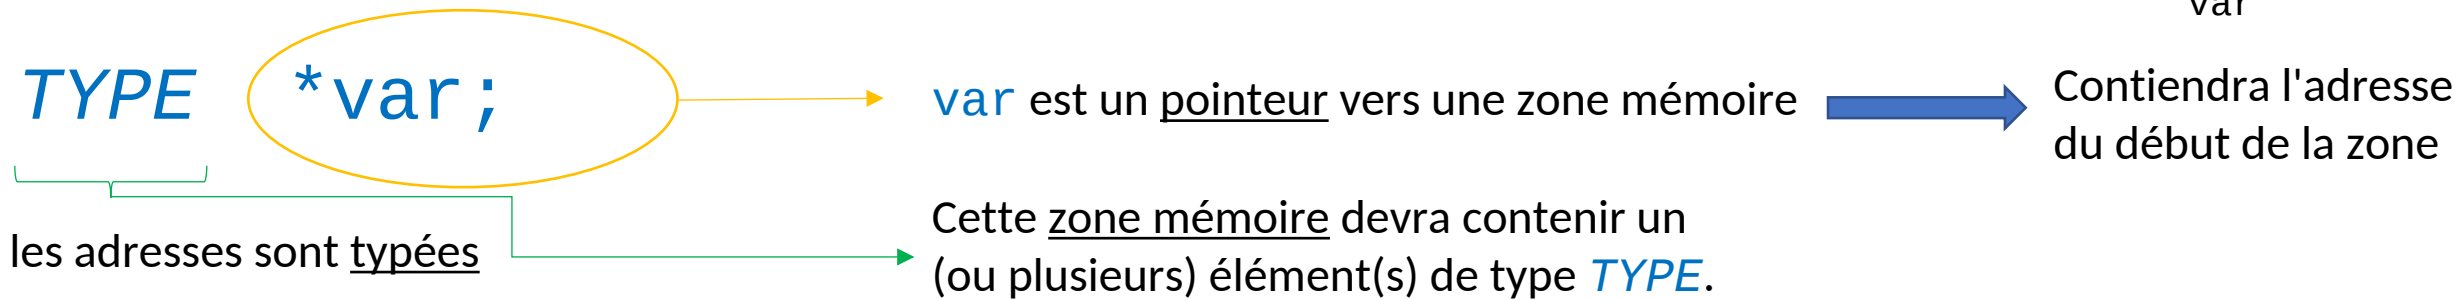 var
TYPE *var;
var est un pointeur vers une zone mémoire
Contiendra l'adresse
du début de la zone
les adresses sont typées
Cette zone mémoire devra contenir un
(ou plusieurs) élément(s) de type TYPE.